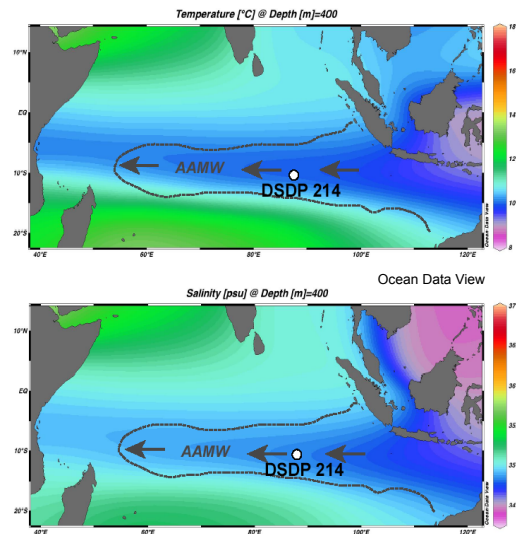 Temperature [°C] @ Depth [m]=400
18
10°N
16
14
EQ
12
AAMW
10°S
DSDP 214
10
20°S
8
40°E
60°E
80°E
100°E
120°E
Ocean Data View
Ocean Data View
Salinity [psu] @ Depth [m]=400
37
10°N
36
EQ
35
AAMW
10°S
DSDP 214
34
20°S
40°E
60°E
80°E
100°E
120°E
Ocean Data View